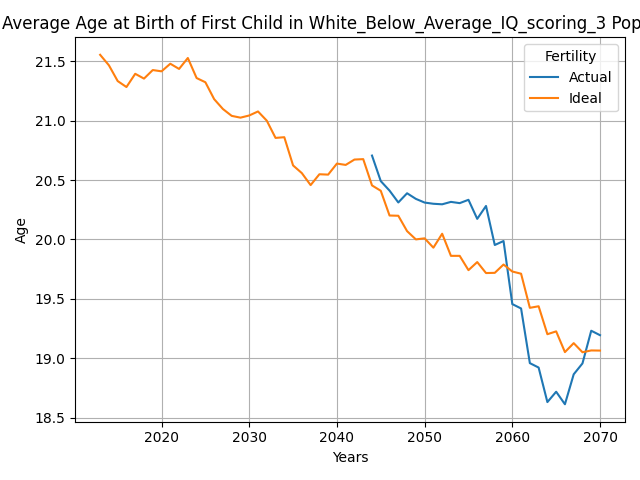 Average Age at Birth of First Child in White_Below_Average_IQ_scoring_3 Pop
Fertility
Actual
Ideal
21.5
21.0
20.5
20.0
19.5
19.0
18.5
Age
2020 2030 2040 2050 2060 2070
Years